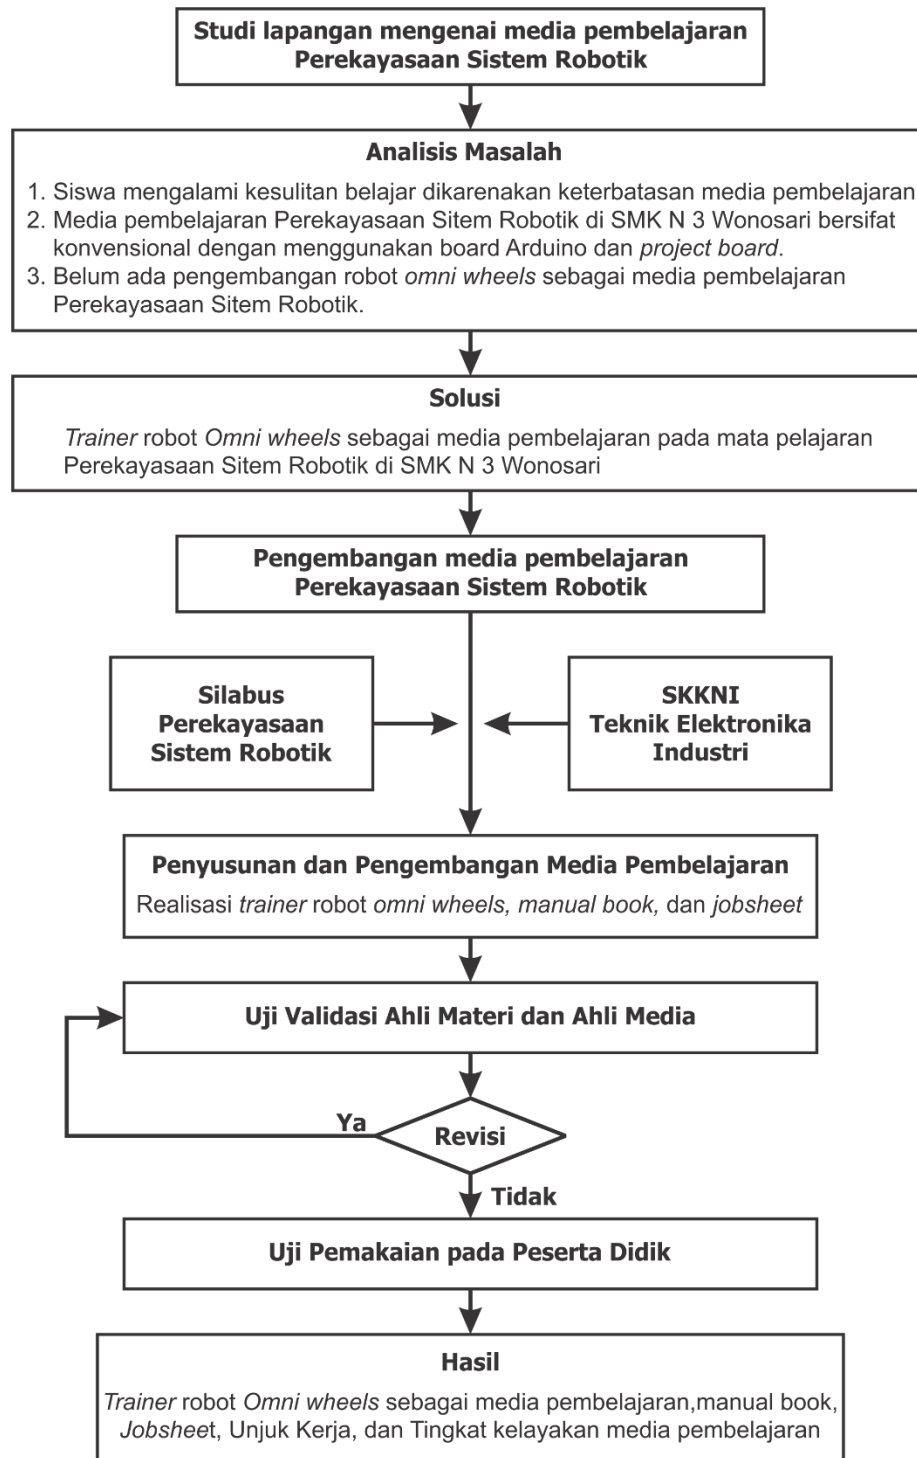 Studi lapangan mengenai media pembelajaran
Perekayasaan Sistem Robotik
Analisis Masalah
1. Siswa mengalami kesulitan belajar dikarenakan keterbatasan media pembelajaran
2. Media pembelajaran Perekayasaan Sitem Robotik di SMK N 3 Wonosari bersifat
konvensional dengan menggunakan board Arduino dan project board.
3. Belum ada pengembangan robot omni wheels sebagai media pembelajaran
Perekayasaan Sitem Robotik.
Solusi
Trainer robot Omni wheels sebagai media pembelajaran pada mata pelajaran
Perekayasaan Sitem Robotik di SMK N 3 Wonosari
Pengembangan media pembelajaran
Perekayasaan Sistem Robotik
Silabus
Perekayasaan
Sistem Robotik
SKKNI
Teknik Elektronika
Industri
Penyusunan dan Pengembangan Media Pembelajaran
Realisasi trainer robot omni wheels, manual book, dan jobsheet
Uji Validasi Ahli Materi dan Ahli Media
Ya
Revisi
Tidak
Uji Pemakaian pada Peserta Didik
Hasil
Trainer robot Omni wheels sebagai media pembelajaran,manual book,
Jobsheet, Unjuk Kerja, dan Tingkat kelayakan media pembelajaran